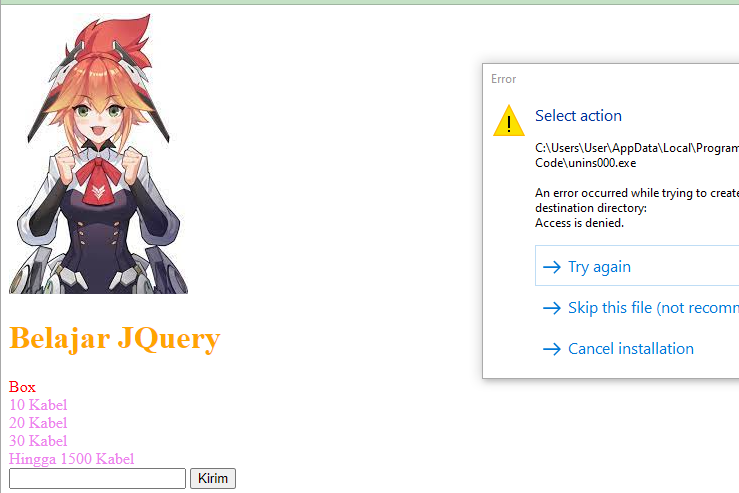 Belajar JQuery
Box
10 Kabel
20 Kabel
30 Kabel
Hingga 1500 Kabel
Kirim
Error
Select action
C:\Users\User\AppData\Local\Program
Code\unins000.exe
An error occurred while trying to create
destination directory:
Access is denied.
Try again
Skip this file (not recomm
Cancel installation